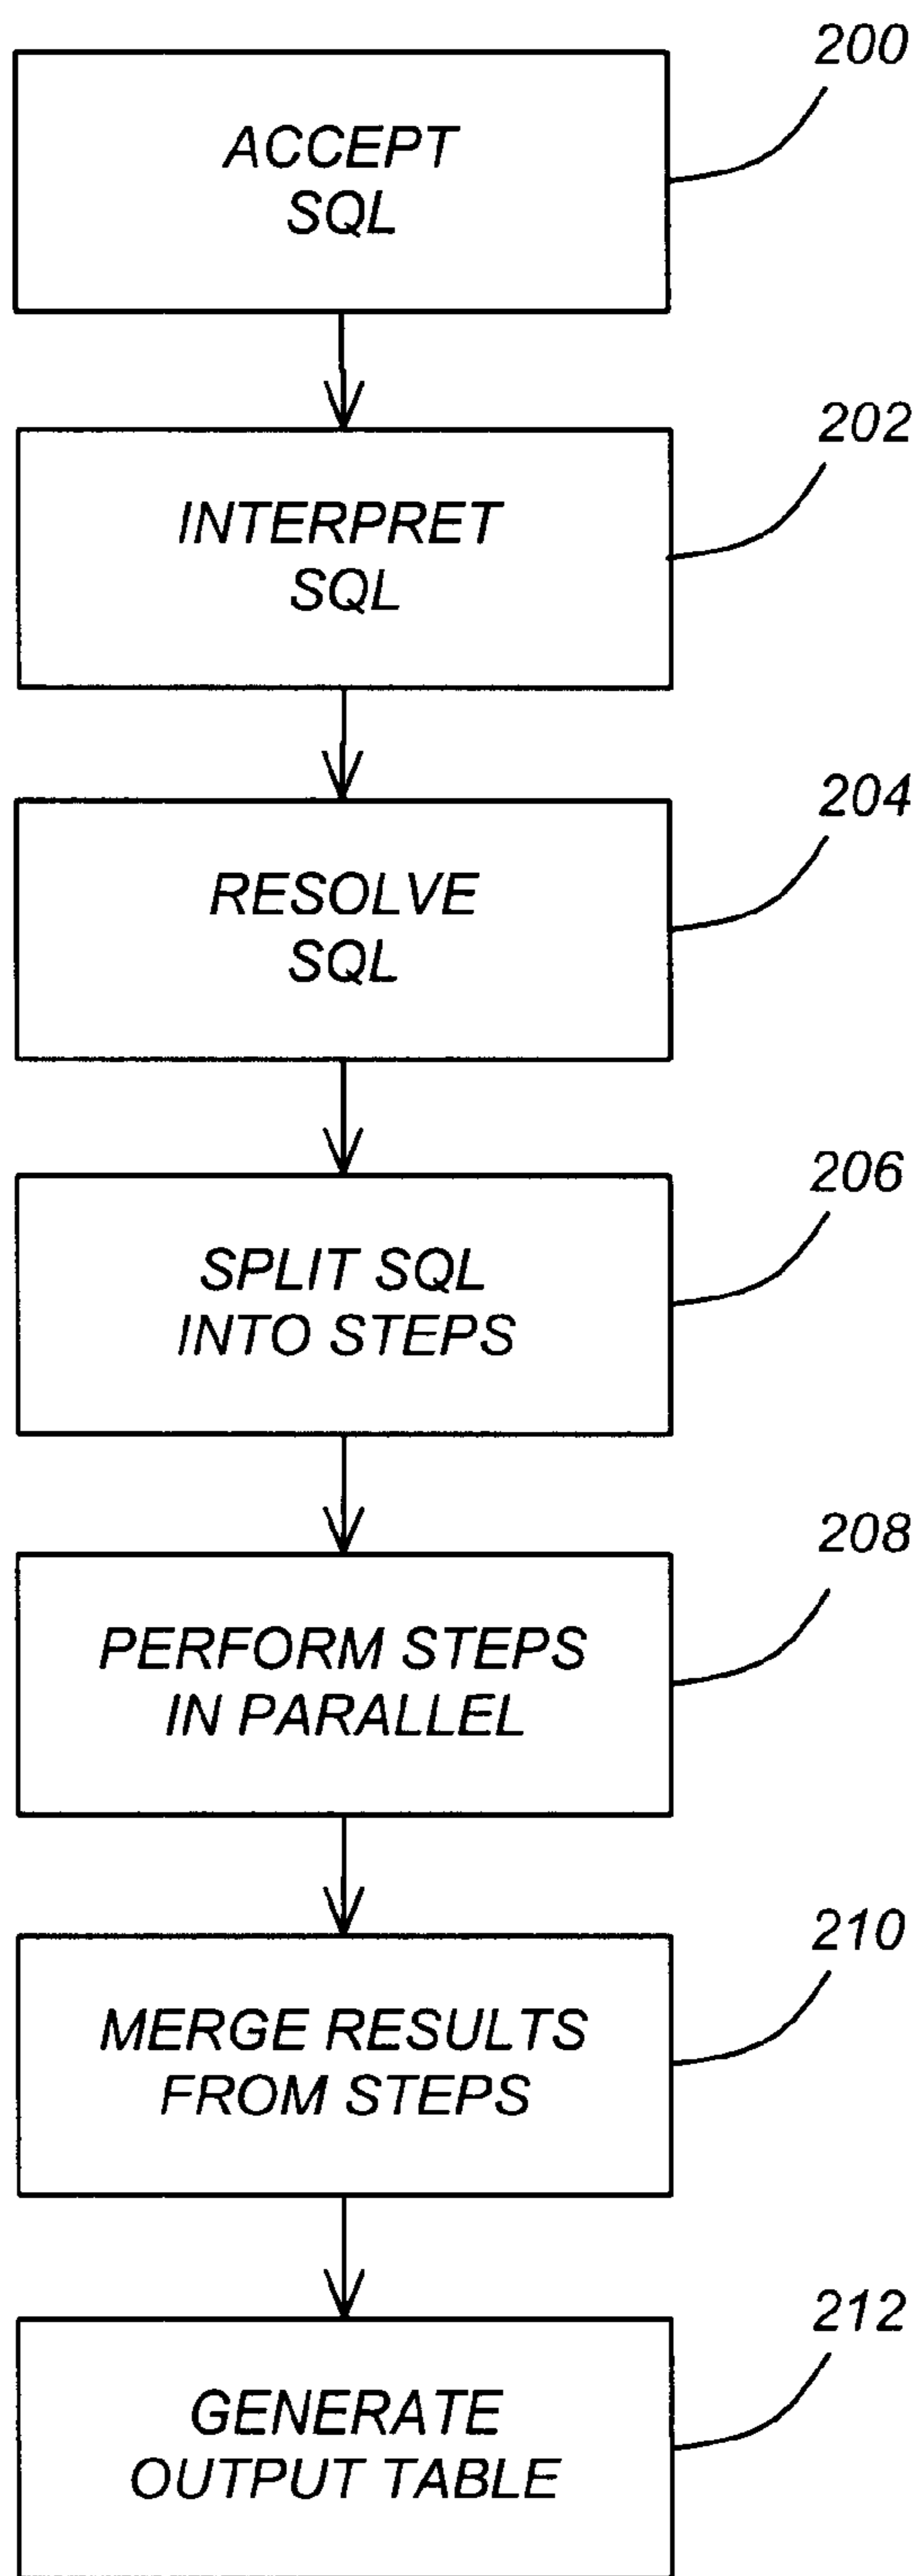 200
ACCEPT
SQL
202
INTERPRET
SQL
204
RESOLVE
SQL
206
SPLIT SQL
INTO STEPS
208
PERFORM STEPS
IN PARALLEL
210
MERGE RESULTS
FROM STEPS
212
GENERATE
OUTPUT TABLE